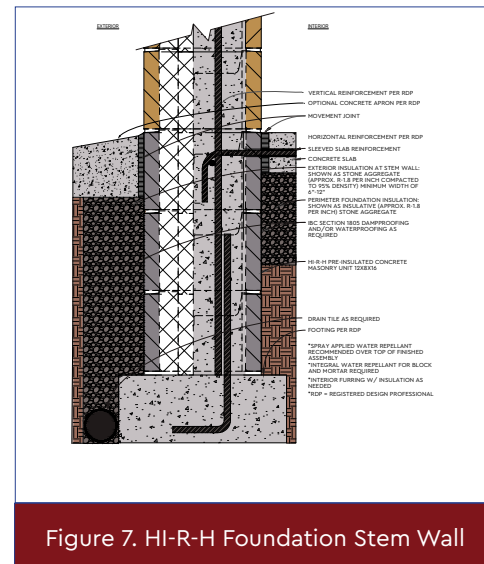 EXTERIOR
INTERIOR
VERTICAL REINFORCEMENT PER RDP
OPTIONAL CONCRETE APRON PER RDP
MOVEMENT JOINT
HORIZONTAL REINFORCEMENT PER RDP
SLEEVED SLAB REINFORCEMENT
CONCRETE SLAB
EXTERIOR INSULATION AT STEM WALL:
SHOWN AS STONE AGGREGATE
(APPROX. R-1.8 PER INCH COMPACTED
TO 95% DENSITY) MINIMUM WIDTH OF
6"-12"
PERIMETER FOUNDATION INSULATION:
SHOWN AS INSULATIVE (APPROX. R-1.8
PER INCH) STONE AGGREGATE
IBC SECTION 1805 DAMPPROOFING
AND/OR WATERPROOFING AS
REQUIRED
HI-R-H PRE-INSULATED CONCRETE
MASONRY UNIT 12X8X16
DRAIN TILE AS REQUIRED
FOOTING PER RDP
*SPRAY APPLIED WATER REPELLANT
RECOMMENDED OVER TOP OF FINISHED
ASSEMBLY
*INTEGRAL WATER REPELLANT FOR BLOCK
AND MORTAR REQUIRED
*INTERIOR FURRING W/ INSULATION AS
NEEDED
*RDP = REGISTERED DESIGN PROFESSIONAL
Figure 7. HI-R-H Foundation Stem Wall